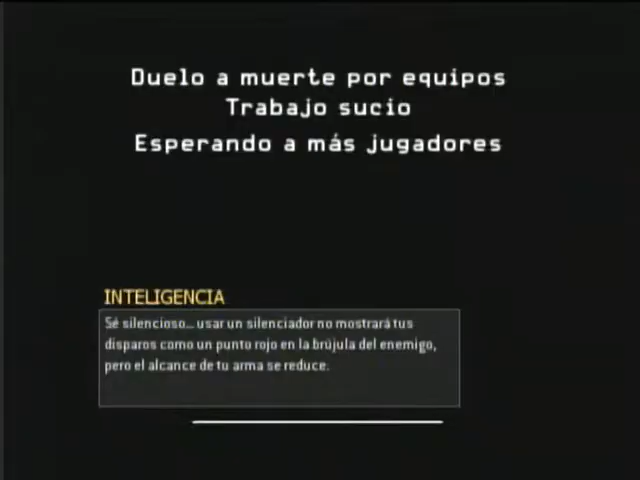 Duelo a muerte por equipos
Trabajo sucio
Esperando a más jugadores
INTELIGENCIA
Sé silencioso... usar un silenciador no mostrará tus
disparos como un punto rojo en la brújula del enemigo,
pero el alcance de tu arma se reduce.